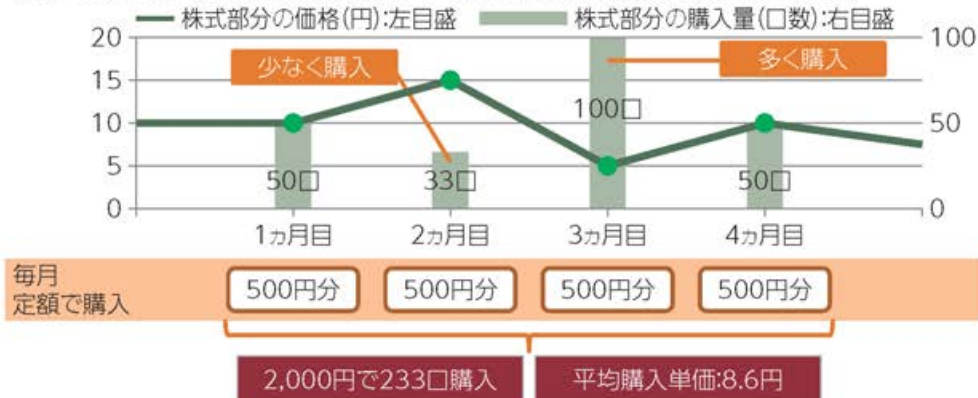 株式部分の価格(円):左目盛 株式部分の購入量(口数):右目盛
20 100
少なく購入 多く購入
15
100口
10 50
5
50口 33口 50口
0 0
1ヵ月目 2ヵ月目 3ヵ月目 4ヵ月目
毎月
定額で購入
500円分 500円分 500円分 500円分
2,000円で233口購入 平均購入単価:8.6円